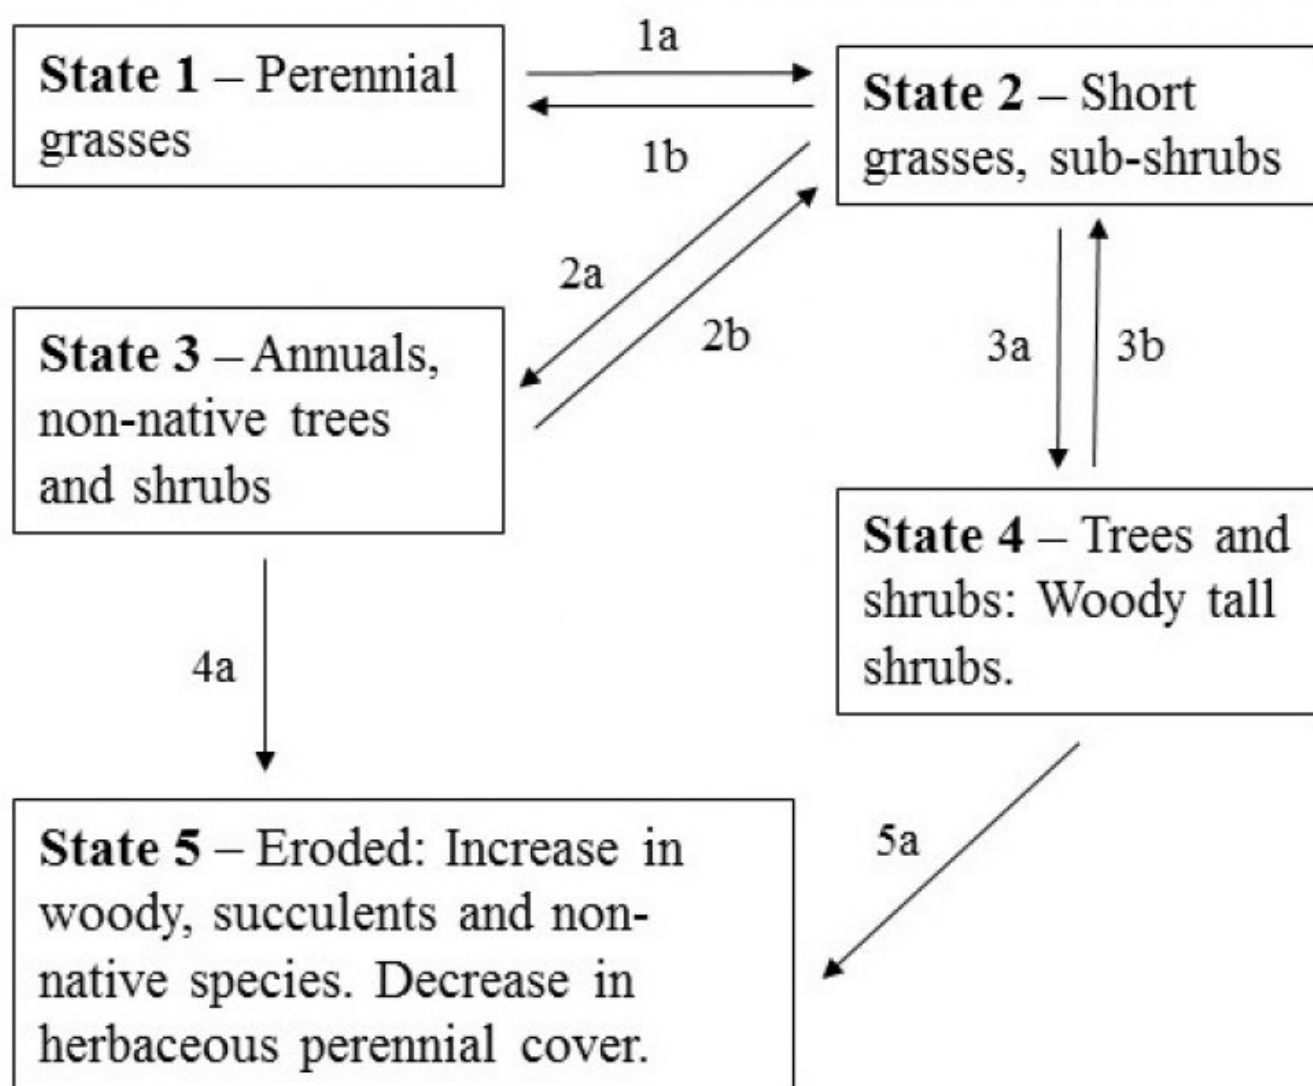 State 1 – Perennial
grasses
1a
1b
State 2 – Short
grasses, sub-shrubs
2a
2b
3a
3b
State 3 – Annuals,
non-native trees
and shrubs
State 4 – Trees and
shrubs: Woody tall
shrubs.
4a
5a
State 5 – Eroded: Increase in
woody, succulents and non-
native species. Decrease in
herbaceous perennial cover.